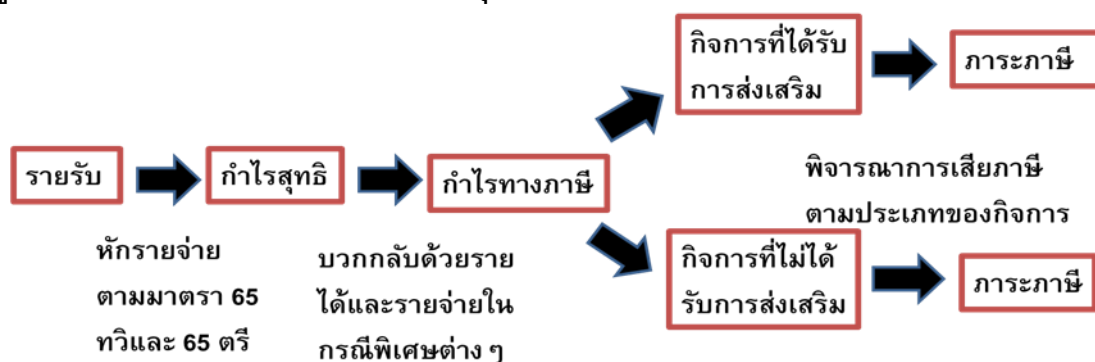 รายรับ
กำไรสุทธิ
กำไรทางภาษี
กิจการที่ได้รับ
การส่งเสริม
ภาระภาษี
หักรายจ่าย
ตามมาตรา 65
ทวิและ 65 ตรี
บวกกลับด้วยราย
ได้และรายจ่ายใน
กรณีพิเศษต่าง ๆ
พิจารณาการเสียภาษี
ตามประเภทของกิจการ
กิจการที่ไม่ได้
รับการส่งเสริม
ภาระภาษี